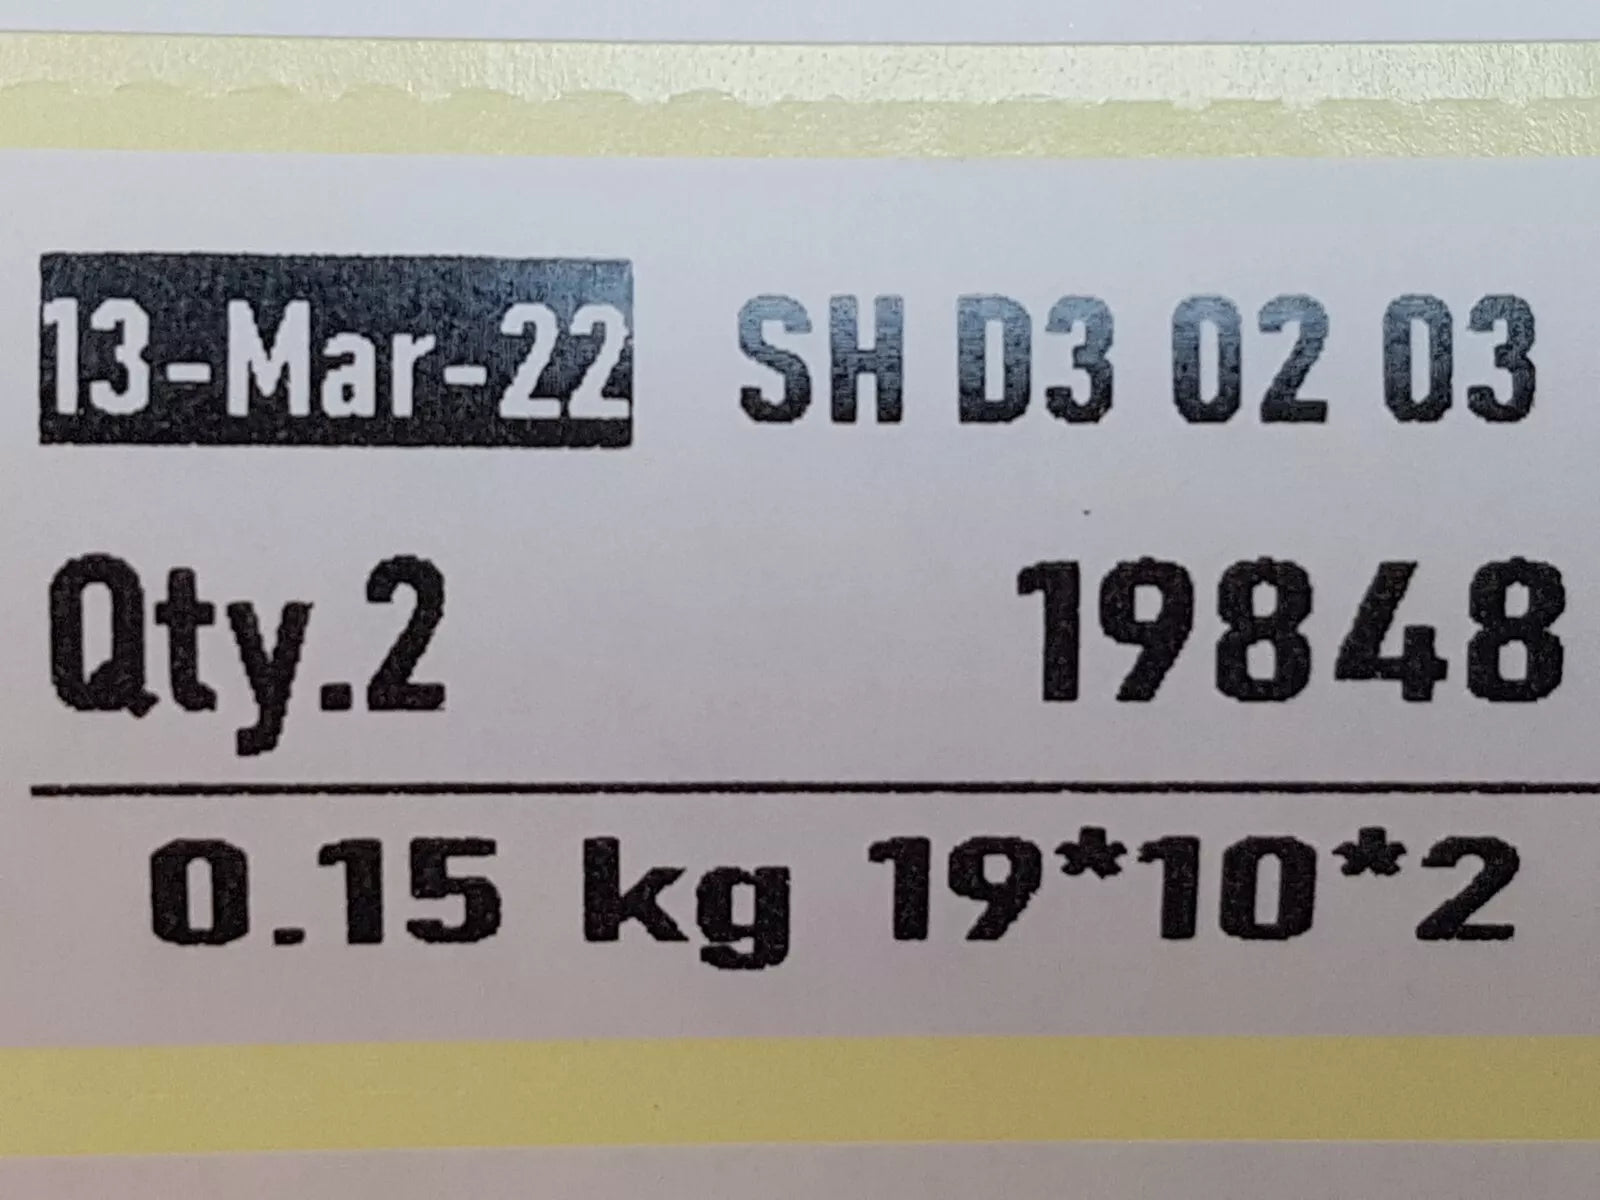 13-Mar-22 SH D3 02 03
Qty.2 19848
0.15 kg 19*10*2